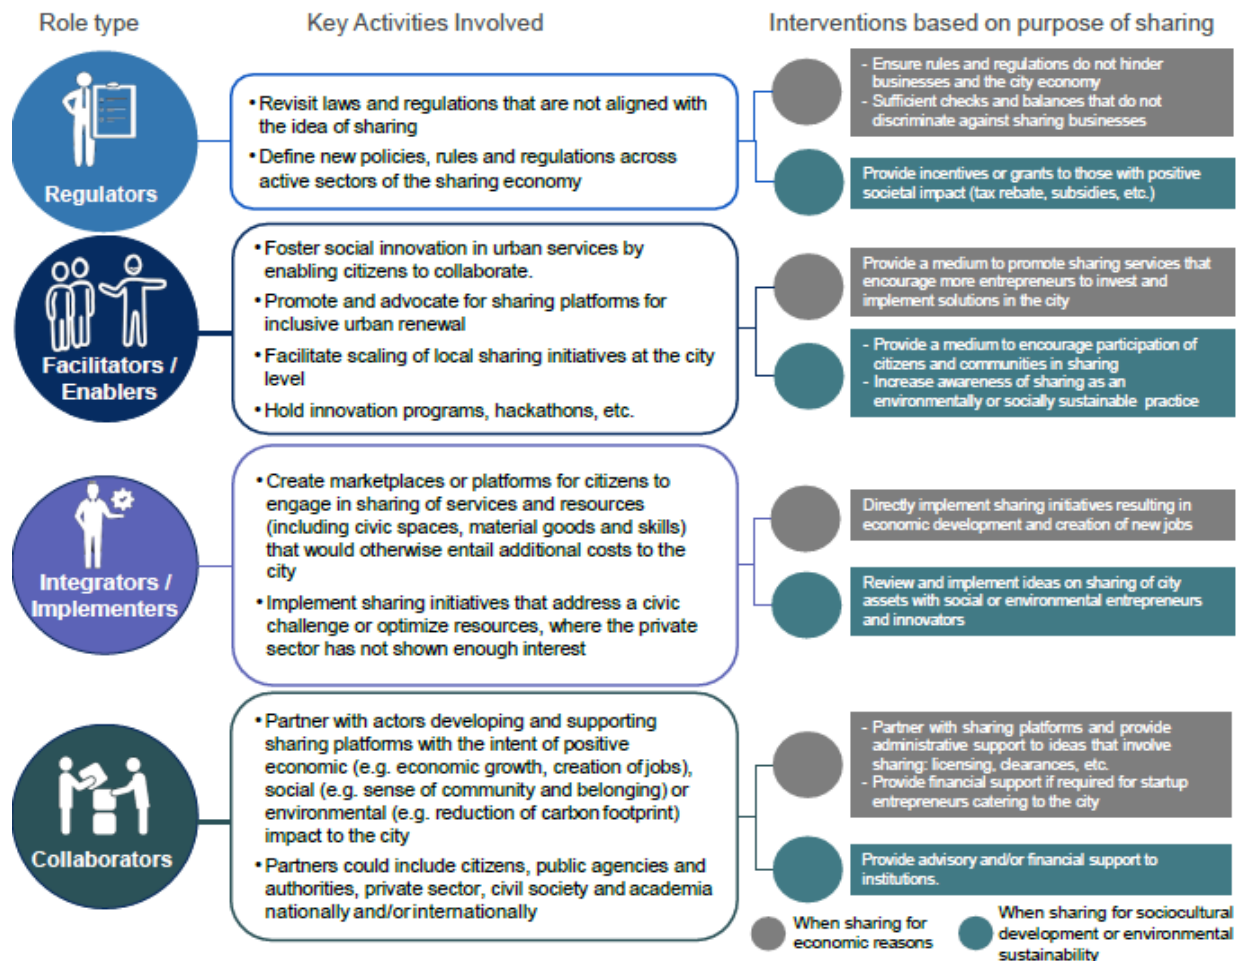 Role type
Key Activities Involved
Interventions based on purpose of sharing
Regulators
• Revisit laws and regulations that are not aligned with
the idea of sharing
• Define new policies, rules and regulations across
active sectors of the sharing economy
- Ensure rules and regulations do not hinder
businesses and the city economy
- Sufficient checks and balances that do not
discriminate against sharing businesses
Provide incentives or grants to those with positive
societal impact (tax rebate, subsidies, etc.)
Facilitators /
Enablers
• Foster social innovation in urban services by
enabling citizens to collaborate.
• Promote and advocate for sharing platforms for
inclusive urban renewal
• Facilitate scaling of local sharing initiatives at the city
level
• Hold innovation programs, hackathons, etc.
Provide a medium to promote sharing services that
encourage more entrepreneurs to invest and
implement solutions in the city
- Provide a medium to encourage participation of
citizens and communities in sharing
- Increase awareness of sharing as an
environmentally or socially sustainable practice
Integrators /
Implementers
• Create marketplaces or platforms for citizens to
engage in sharing of services and resources
(including civic spaces, material goods and skills)
that would otherwise entail additional costs to the
city
• Implement sharing initiatives that address a civic
challenge or optimize resources, where the private
sector has not shown enough interest
Directly implement sharing initiatives resulting in
economic development and creation of new jobs
Review and implement ideas on sharing of city
assets with social or environmental entrepreneurs
and innovators
Collaborators
• Partner with actors developing and supporting
sharing platforms with the intent of positive
economic (e.g. economic growth, creation of jobs),
social (e.g. sense of community and belonging) or
environmental (e.g. reduction of carbon footprint)
impact to the city
• Partners could include citizens, public agencies and
authorities, private sector, civil society and academia
nationally and/or internationally
- Partner with sharing platforms and provide
administrative support to ideas that involve
sharing: licensing, clearances, etc.
- Provide financial support if required for startup
entrepreneurs catering to the city
Provide advisory and/or financial support to
institutions.
When sharing for
economic reasons
When sharing for sociocultural
development or environmental
sustainability